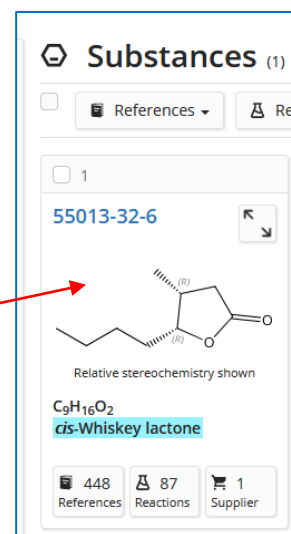 Substances (1)
References
Re
1
55013-32-6
(R)
O
(R)
O
Relative stereochemistry shown
C₉H₁₆O₂
cis-Whiskey lactone
448 87 1
References Reactions Supplier